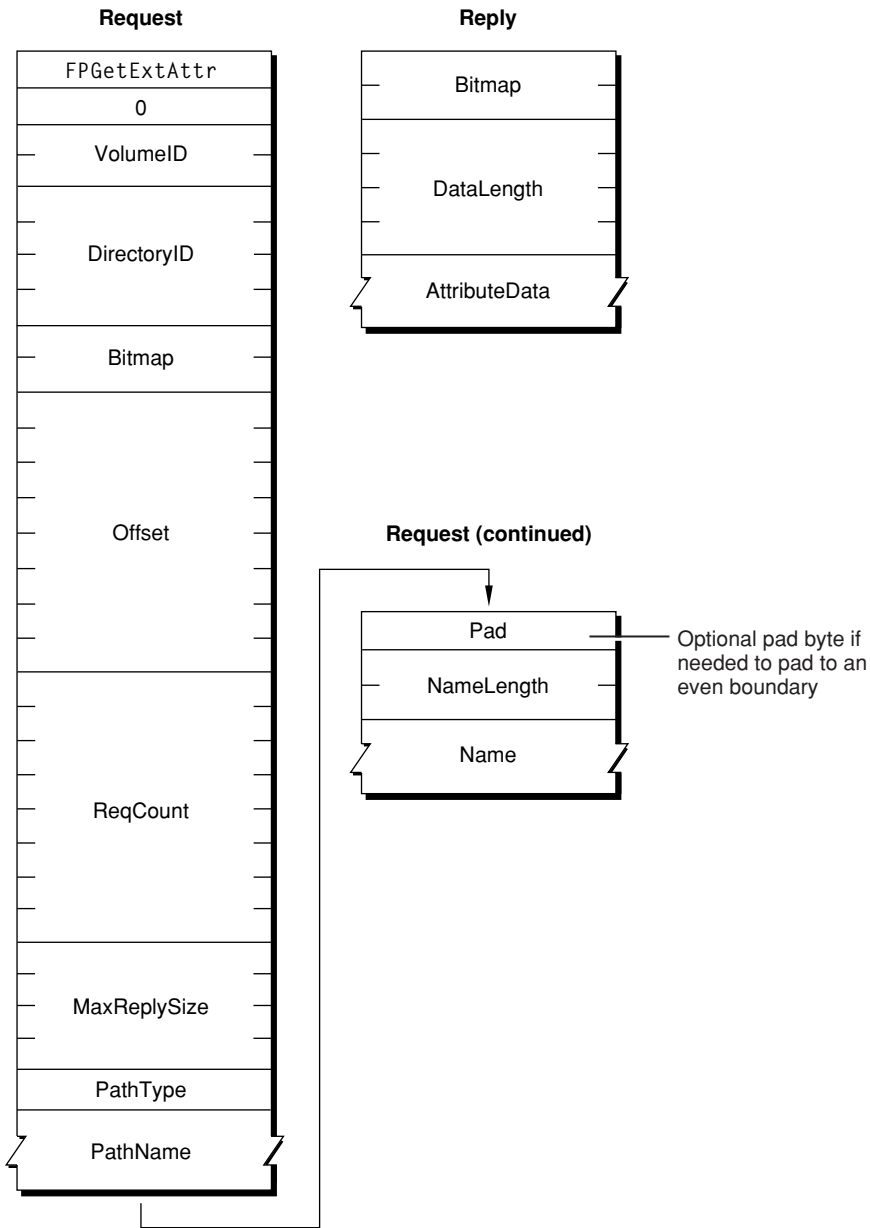 Request
FPGetExtAttr
0
VolumeID
DirectoryID
Bitmap
Offset
ReqCount
MaxReplySize
PathType
PathName
Reply
Bitmap
DataLength
AttributeData
Request (continued)
Pad
NameLength
Name
Optional pad byte if
needed to pad to an
even boundary